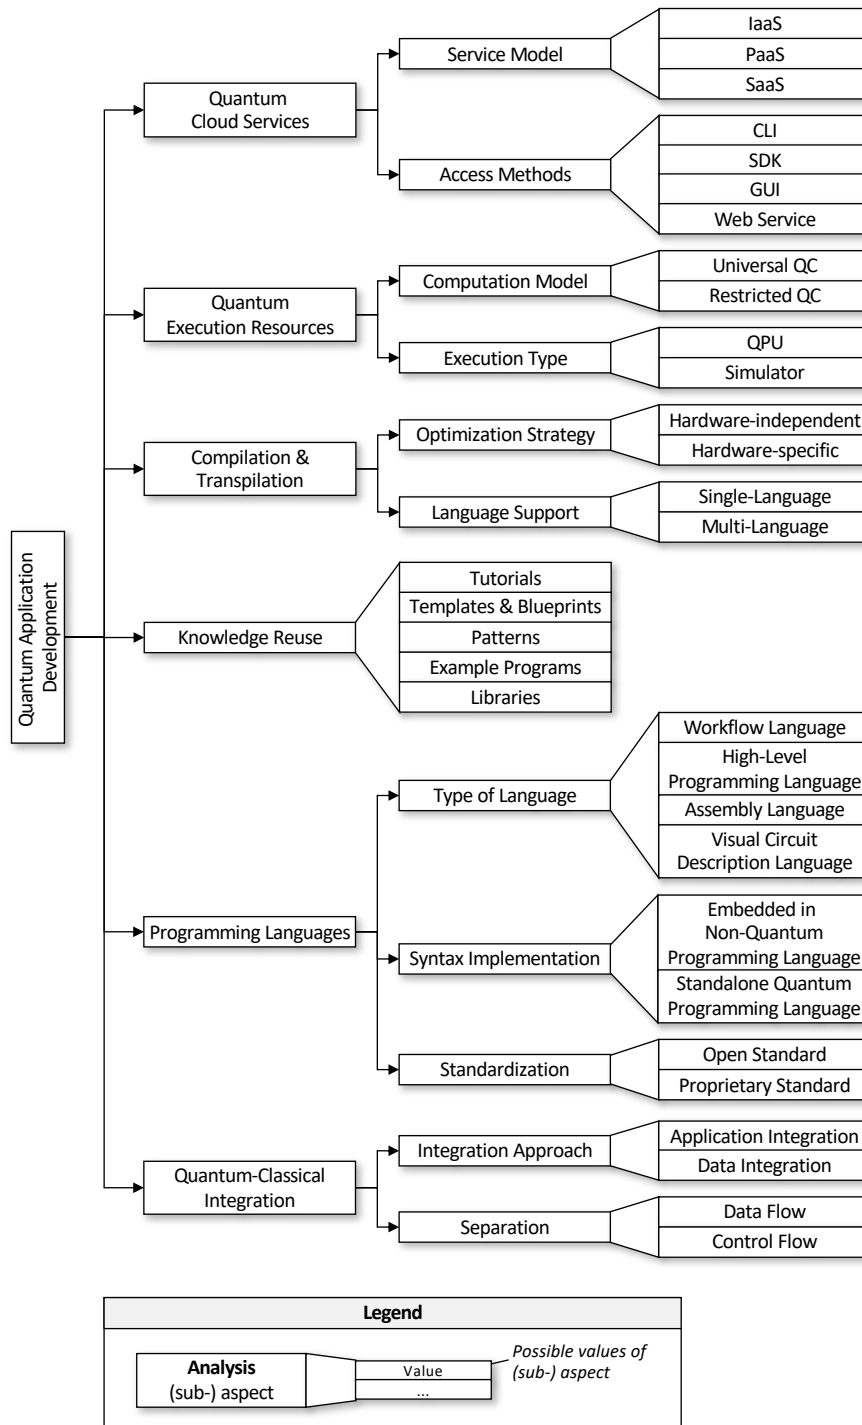 Quantum Application
Development
Quantum
Cloud Services
Service Model
IaaS
PaaS
SaaS
Access Methods
CLI
SDK
GUI
Web Service
Quantum
Execution Resources
Computation Model
Universal QC
Restricted QC
Execution Type
QPU
Simulator
Compilation &
Transpilation
Optimization Strategy
Hardware-independent
Hardware-specific
Language Support
Single-Language
Multi-Language
Knowledge Reuse
Tutorials
Templates & Blueprints
Patterns
Example Programs
Libraries
Programming Languages
Type of Language
Workflow Language
High-Level
Programming Language
Assembly Language
Visual Circuit
Description Language
Syntax Implementation
Embedded in
Non-Quantum
Programming Language
Standalone Quantum
Programming Language
Standardization
Open Standard
Proprietary Standard
Quantum-Classical
Integration
Integration Approach
Application Integration
Data Integration
Separation
Data Flow
Control Flow
Legend
Analysis
(sub-) aspect
Value
...
Possible values of
(sub-) aspect